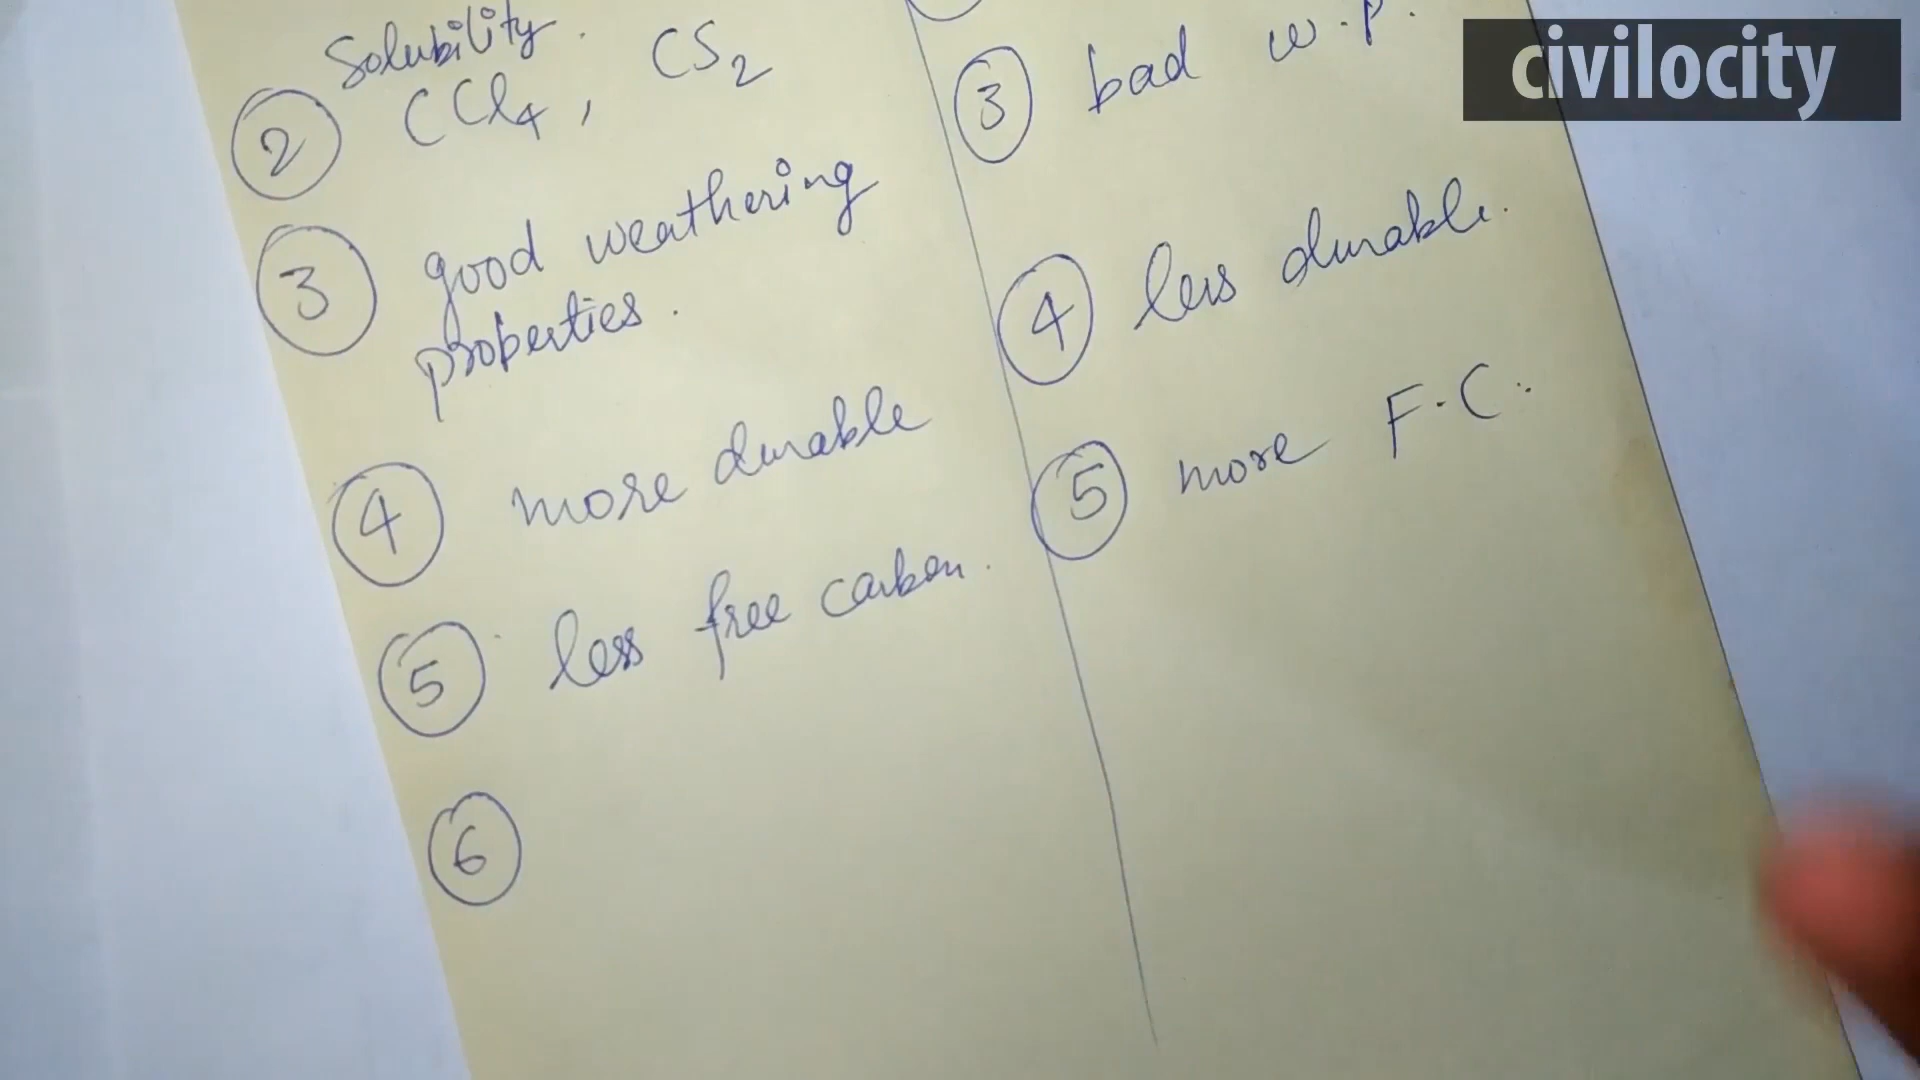 Solubility.
② CCl₄, CS₂
③ good weathering
properties.
④ more durable
⑤ less free carbon.
⑥
③ bad w.p.
④ less durable.
⑤ more F.C.
civilocity